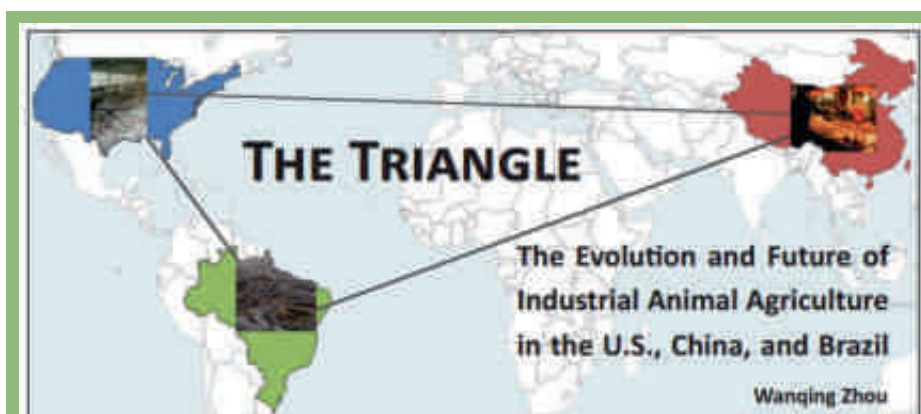 THE TRIANGLE
The Evolution and Future of
Industrial Animal Agriculture
in the U.S., China, and Brazil
Wanqing Zhou